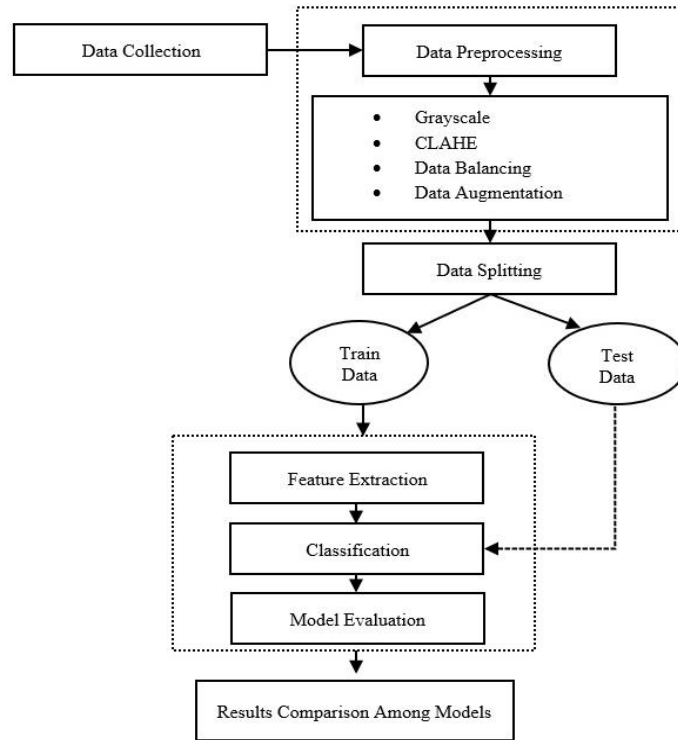 Data Collection
Data Preprocessing
• Grayscale
• CLAHE
• Data Balancing
• Data Augmentation
Data Splitting
Train
Data
Test
Data
Feature Extraction
Classification
Model Evaluation
Results Comparison Among Models